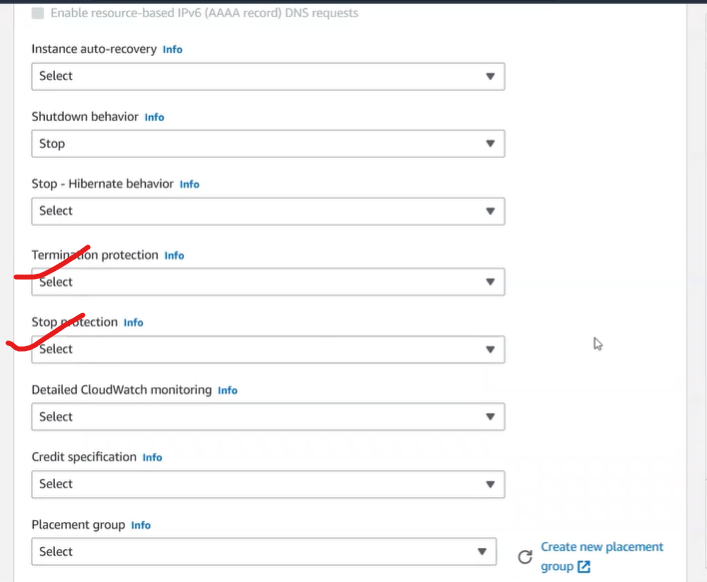 Enable resource-based IPv6 (AAAA record) DNS requests
Instance auto-recovery Info
Select
Shutdown behavior Info
Stop
Stop - Hibernate behavior Info
Select
Termination protection Info
Select
Stop protection Info
Select
Detailed CloudWatch monitoring Info
Select
Credit specification Info
Select
Placement group Info
Select
Create new placement
group